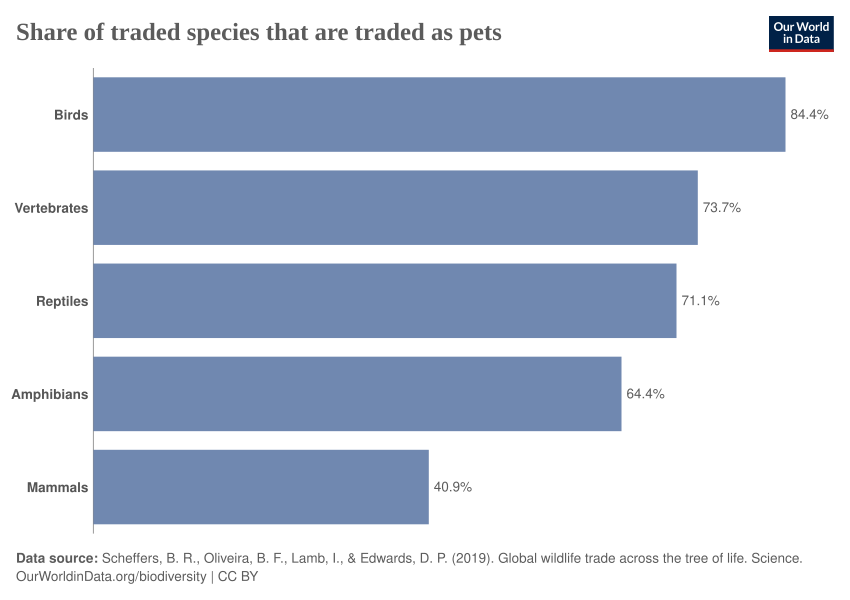 Share of traded species that are traded as pets
Our World
in Data
Birds
84.4%
Vertebrates
73.7%
Reptiles
71.1%
Amphibians
64.4%
Mammals
40.9%
Data source: Scheffers, B. R., Oliveira, B. F., Lamb, I., & Edwards, D. P. (2019). Global wildlife trade across the tree of life. Science.
OurWorldinData.org/biodiversity | CC BY